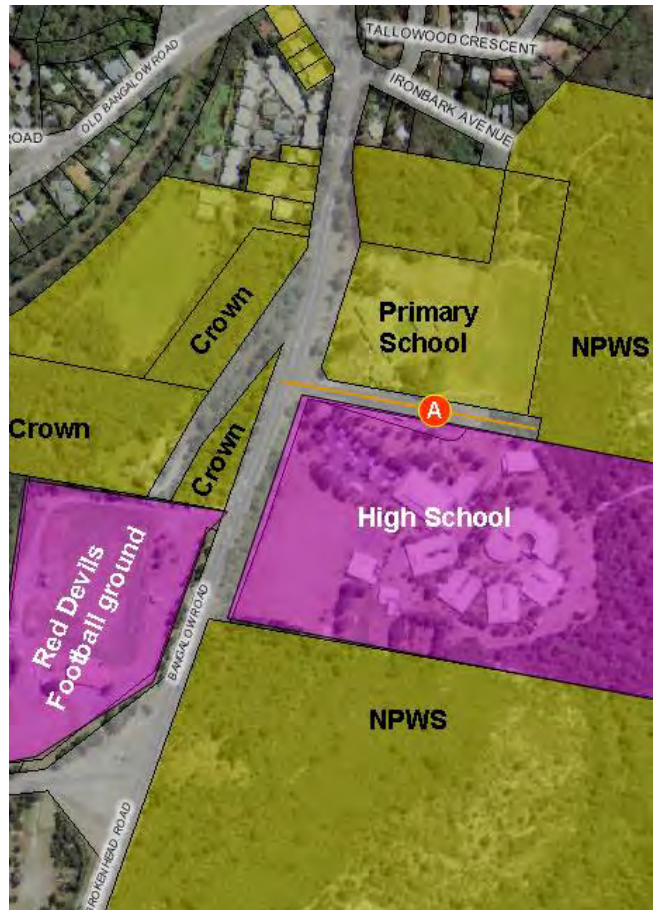 TALLOWOOD CRESCENT
OLD BANGALOW ROAD
ROAD
IRONBARK AVENUE
Crown
Primary
School
NPWS
A
Crown
Crown
High School
Red Devils
Football ground
BANGALOW ROAD
NPWS
BROKEN HEAD ROAD